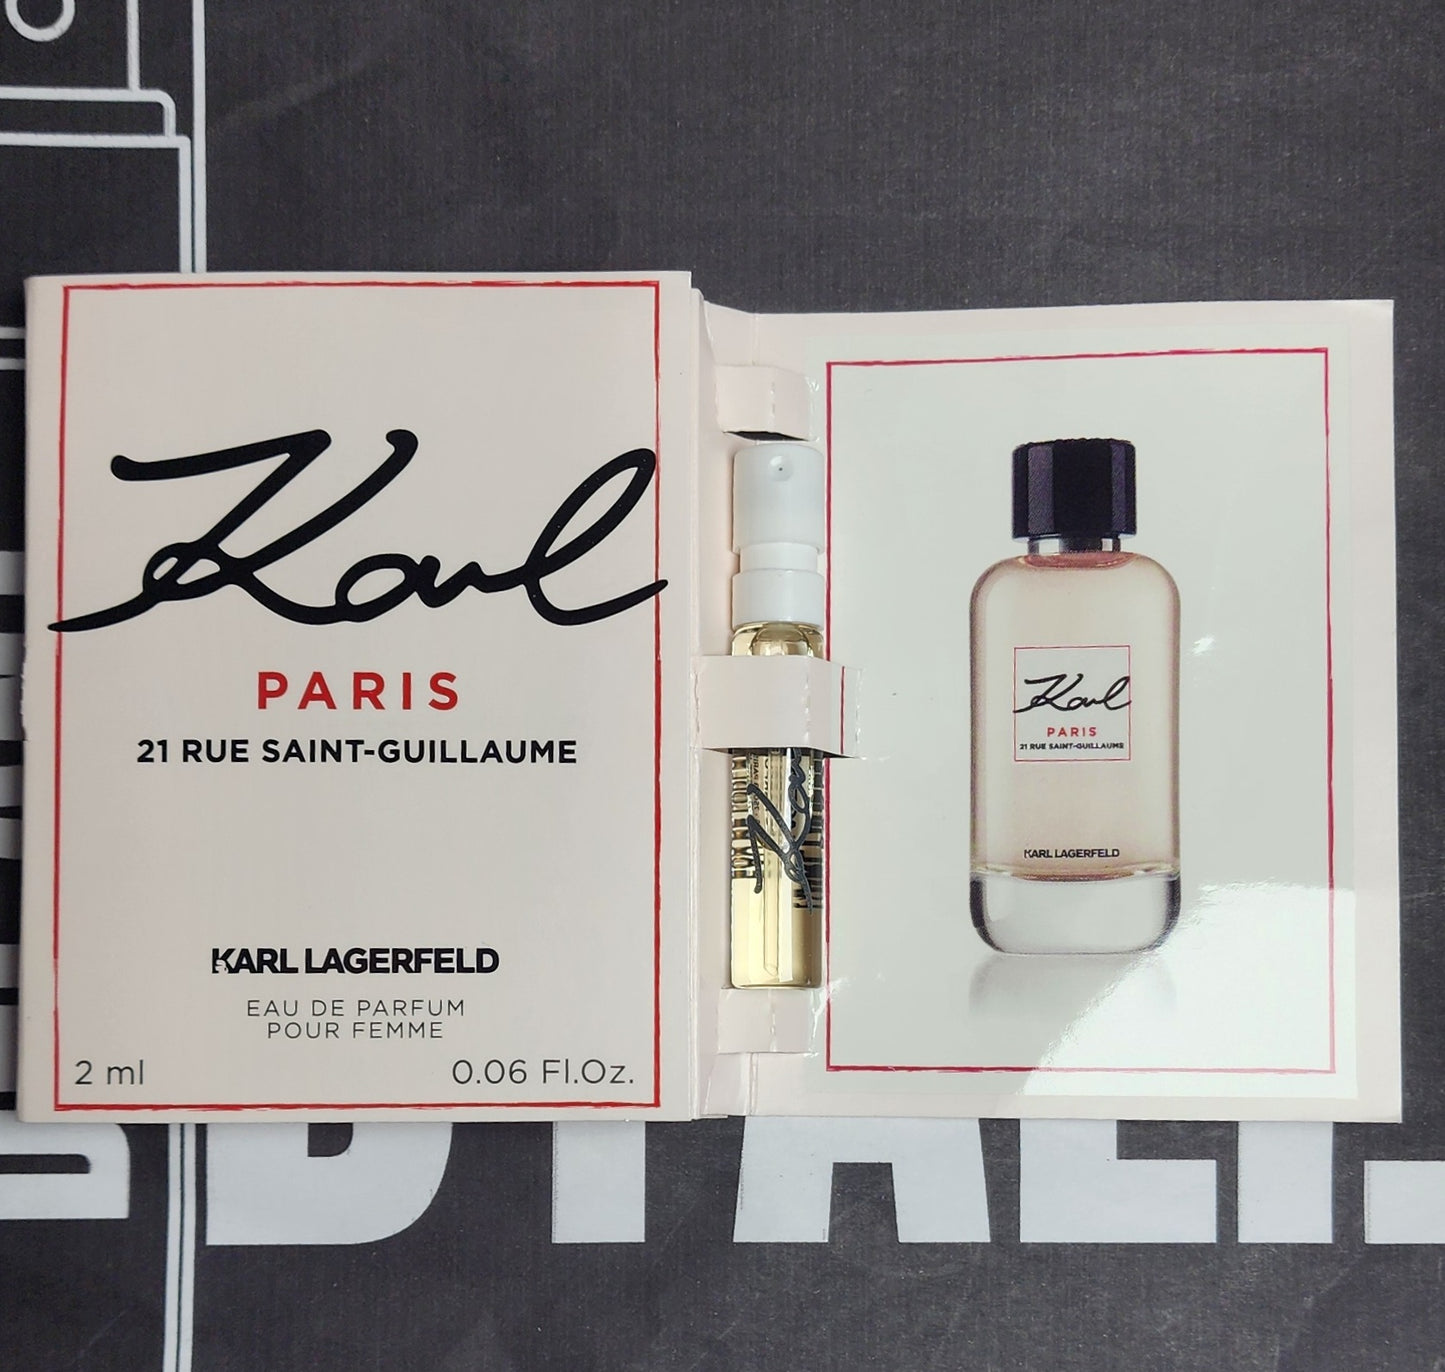 Karl
PARIS
21 RUE SAINT-GUILLAUME
KARL LAGERFELD
EAU DE PARFUM
POUR FEMME
2 ml 0.06 Fl.Oz.
Karl
Karl
PARIS
21 RUE SAINT-GUILLAUME
KARL LAGERFELD